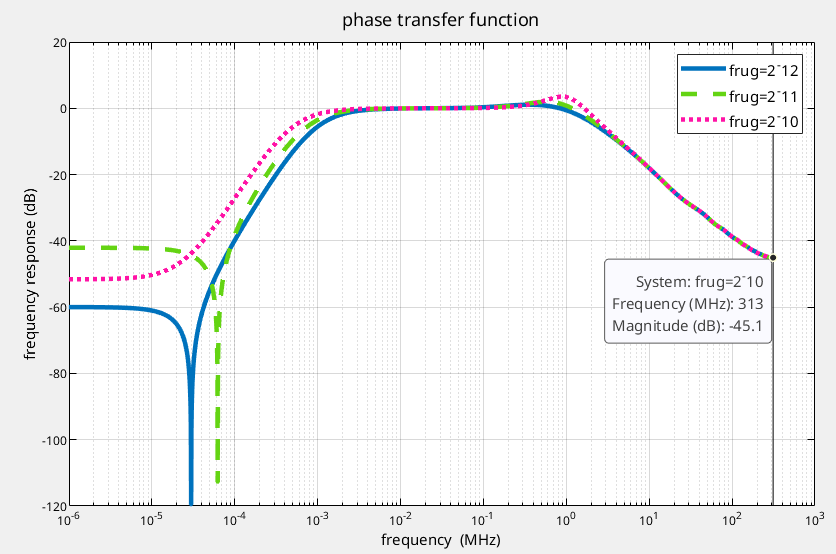 phase transfer function
frug=2^12
frug=2^11
frug=2^10
20
0
-20
-40
-60
-80
-100
-120
frequency response (dB)
System: frug=2^10
Frequency (MHz): 313
Magnitude (dB): -45.1
10^-6
10^-5
10^-4
10^-3
10^-2
10^-1
10^0
10^1
10^2
10^3
frequency (MHz)